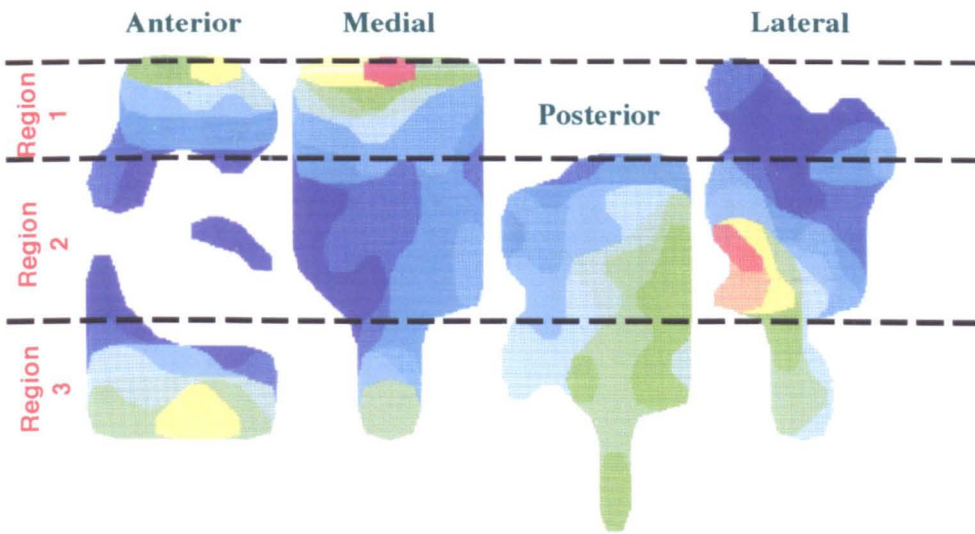 Anterior
Medial
Lateral
Posterior
Region
1
Region
2
Region
3